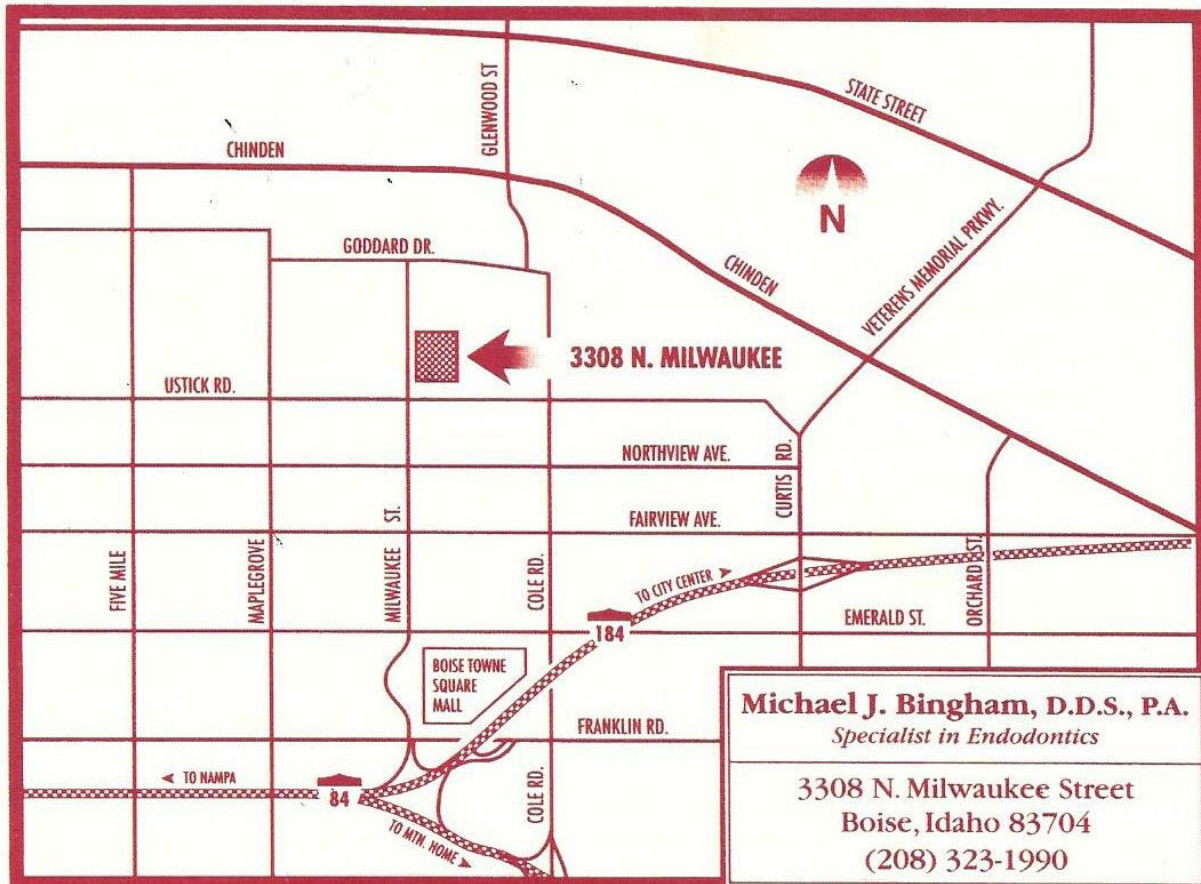 STATE STREET
GLENWOOD ST
CHINDEN
N
GODDARD DR.
CHINDEN
VETERENS MEMORIAL PRKWY.
3308 N. MILWAUKEE
USTICK RD.
NORTHVIEW AVE.
CURTIS RD.
FAIRVIEW AVE.
FIVE MILE
MAPLEGROVE
MILWAUKEE ST.
COLE RD.
TO CITY CENTER
ORCHARD ST.
184
EMERALD ST.
BOISE TOWNE
SQUARE
MALL
FRANKLIN RD.
TO NAMPA
84
COLE RD.
TO MTN. HOME
Michael J. Bingham, D.D.S., P.A.
Specialist in Endodontics
3308 N. Milwaukee Street
Boise, Idaho 83704
(208) 323-1990